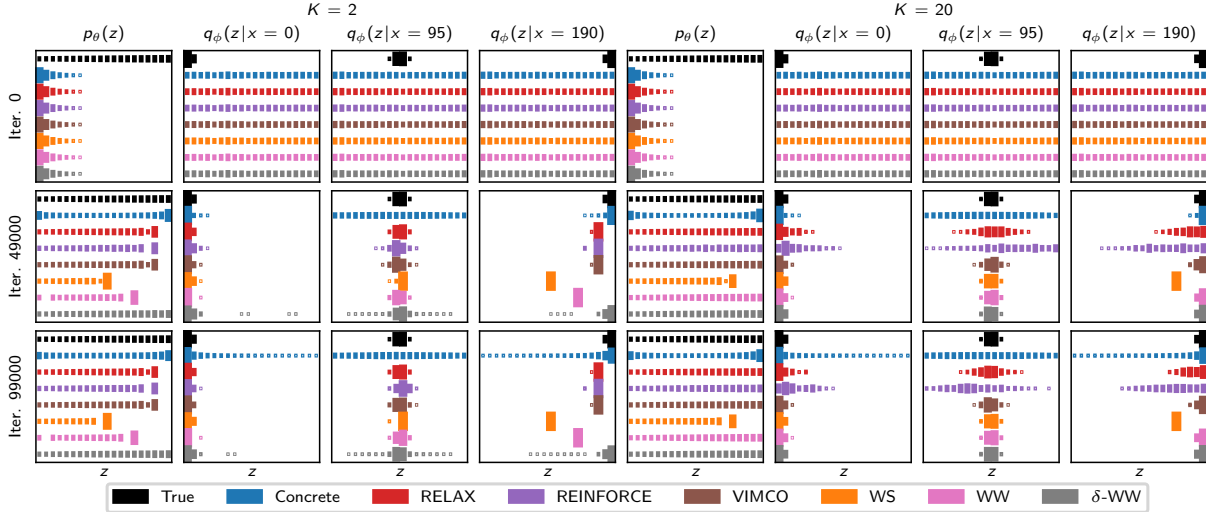 K = 2
K = 20
pθ(z)
qϕ(z|x = 0)
qϕ(z|x = 95)
qϕ(z|x = 190)
pθ(z)
qϕ(z|x = 0)
qϕ(z|x = 95)
qϕ(z|x = 190)
Iter. 0
Iter. 49000
Iter. 99000
z
z
z
z
z
z
z
z
True
Concrete
RELAX
REINFORCE
VIMCO
WS
WW
δ-WW